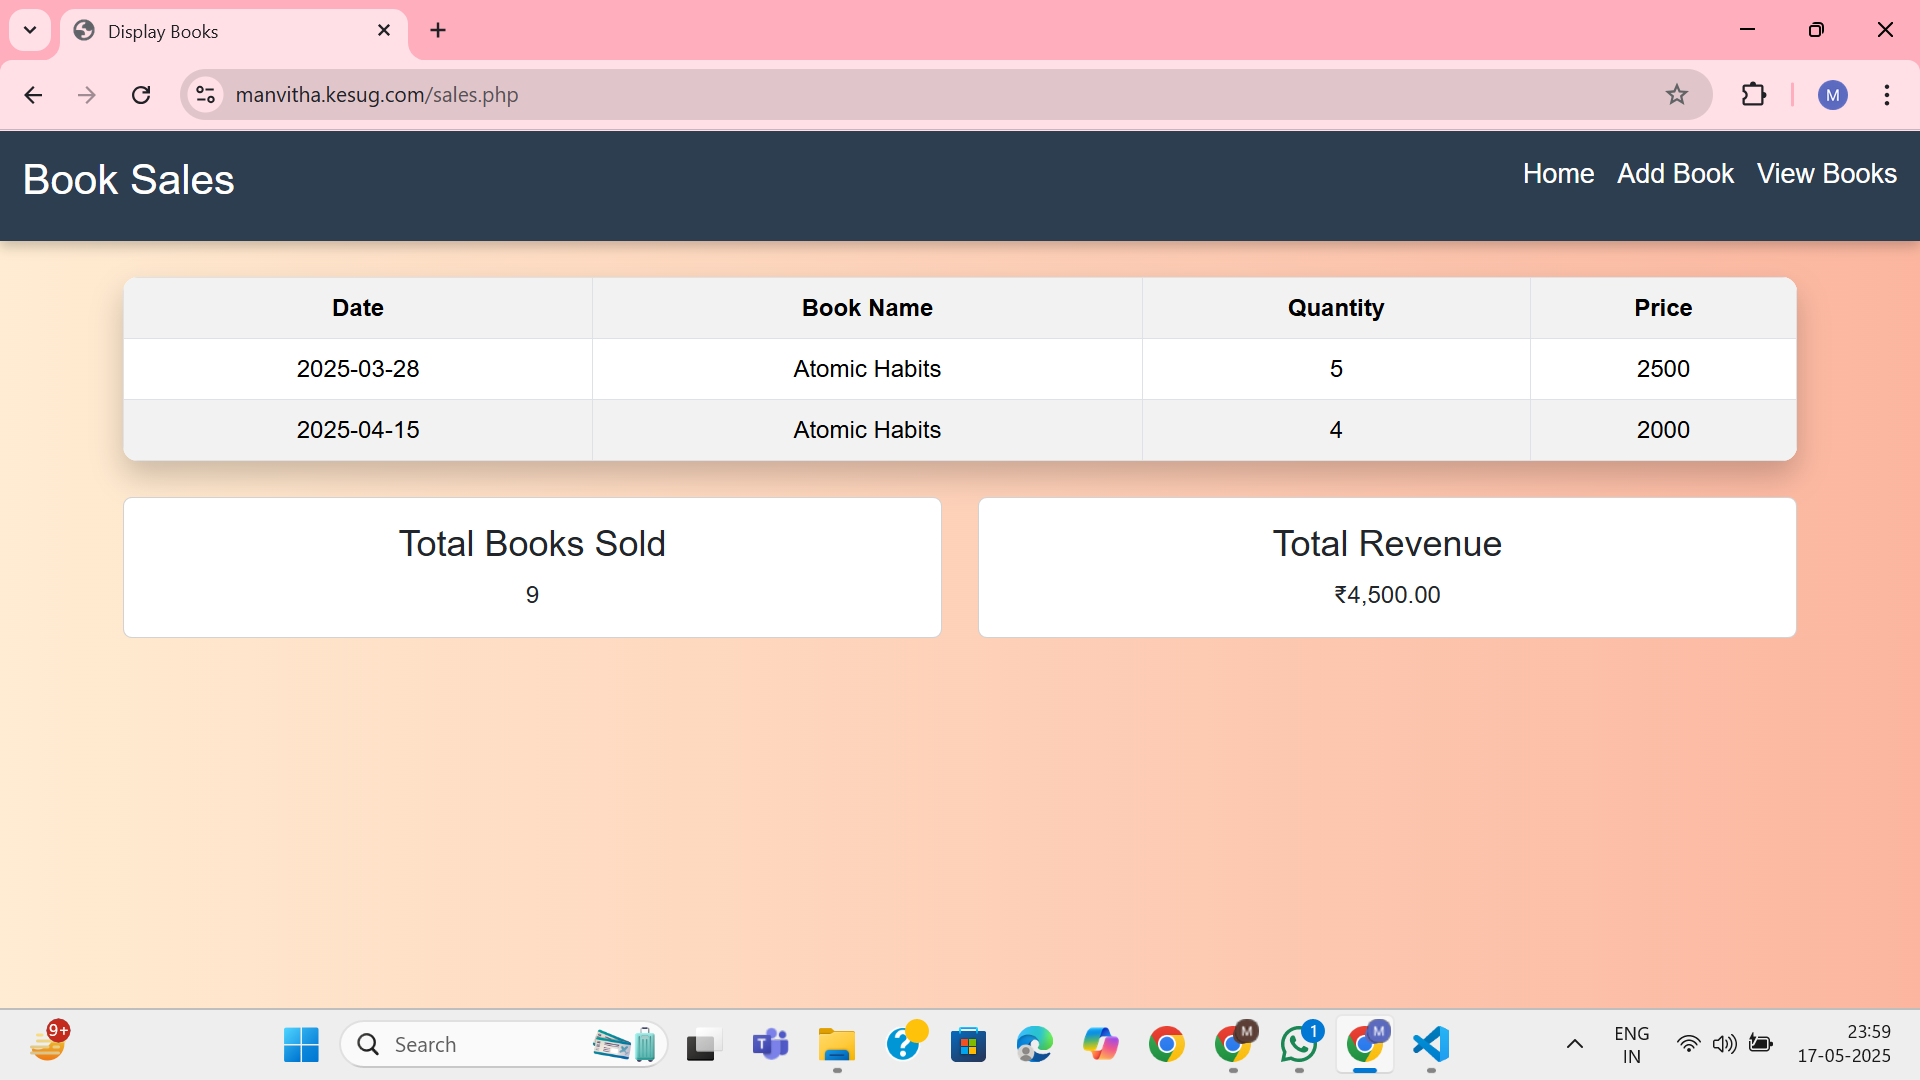 Display Books
manvitha.kesug.com/sales.php
M
Book Sales
Home Add Book View Books
Date Book Name Quantity Price
2025-03-28 Atomic Habits 5 2500
2025-04-15 Atomic Habits 4 2000
Total Books Sold
9
Total Revenue
₹4,500.00
9+
Search
T
M
1
M
ENG
IN
23:59
17-05-2025